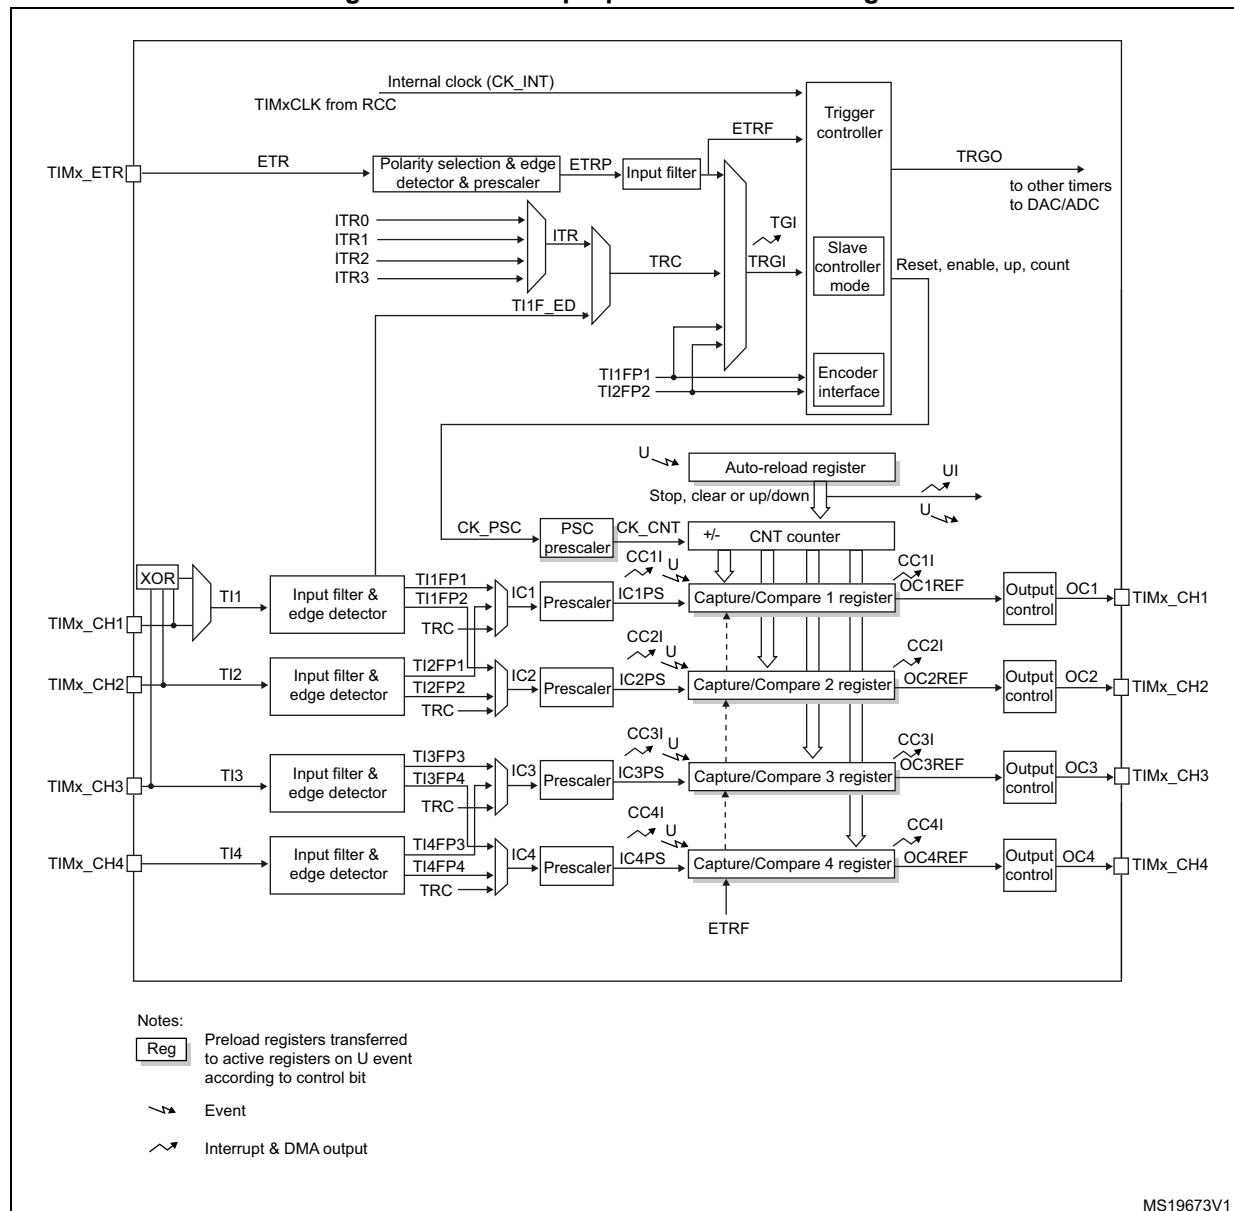 Internal clock (CK_INT)
TIMxCLK from RCC
Trigger
controller
ETRF
TIMx_ETR
ETR
Polarity selection & edge
detector & prescaler
ETRP
Input filter
TRGO
to other timers
to DAC/ADC
ITR0
ITR1
ITR2
ITR3
ITR
TRC
TGI
TRGI
Slave
controller
mode
Reset, enable, up, count
TI1F_ED
TI1FP1
TI2FP2
Encoder
interface
U
Auto-reload register
UI
Stop, clear or up/down
U
CK_PSC
PSC
prescaler
CK_CNT
+/-
CNT counter
XOR
TI1
TIMx_CH1
Input filter &
edge detector
TI1FP1
TI1FP2
TRC
IC1
Prescaler
IC1PS
CC1I
U
Capture/Compare 1 register
CC1I
OC1REF
Output
control
OC1
TIMx_CH1
TIMx_CH2
TI2
Input filter &
edge detector
TI2FP1
TI2FP2
TRC
IC2
Prescaler
IC2PS
CC2I
U
Capture/Compare 2 register
CC2I
OC2REF
Output
control
OC2
TIMx_CH2
TIMx_CH3
TI3
Input filter &
edge detector
TI3FP3
TI3FP4
TRC
IC3
Prescaler
IC3PS
CC3I
U
Capture/Compare 3 register
CC3I
OC3REF
Output
control
OC3
TIMx_CH3
TIMx_CH4
TI4
Input filter &
edge detector
TI4FP3
TI4FP4
TRC
IC4
Prescaler
IC4PS
CC4I
U
Capture/Compare 4 register
CC4I
OC4REF
Output
control
OC4
TIMx_CH4
ETRF
Notes:
Reg
Preload registers transferred
to active registers on U event
according to control bit
Event
Interrupt & DMA output
MS19673V1